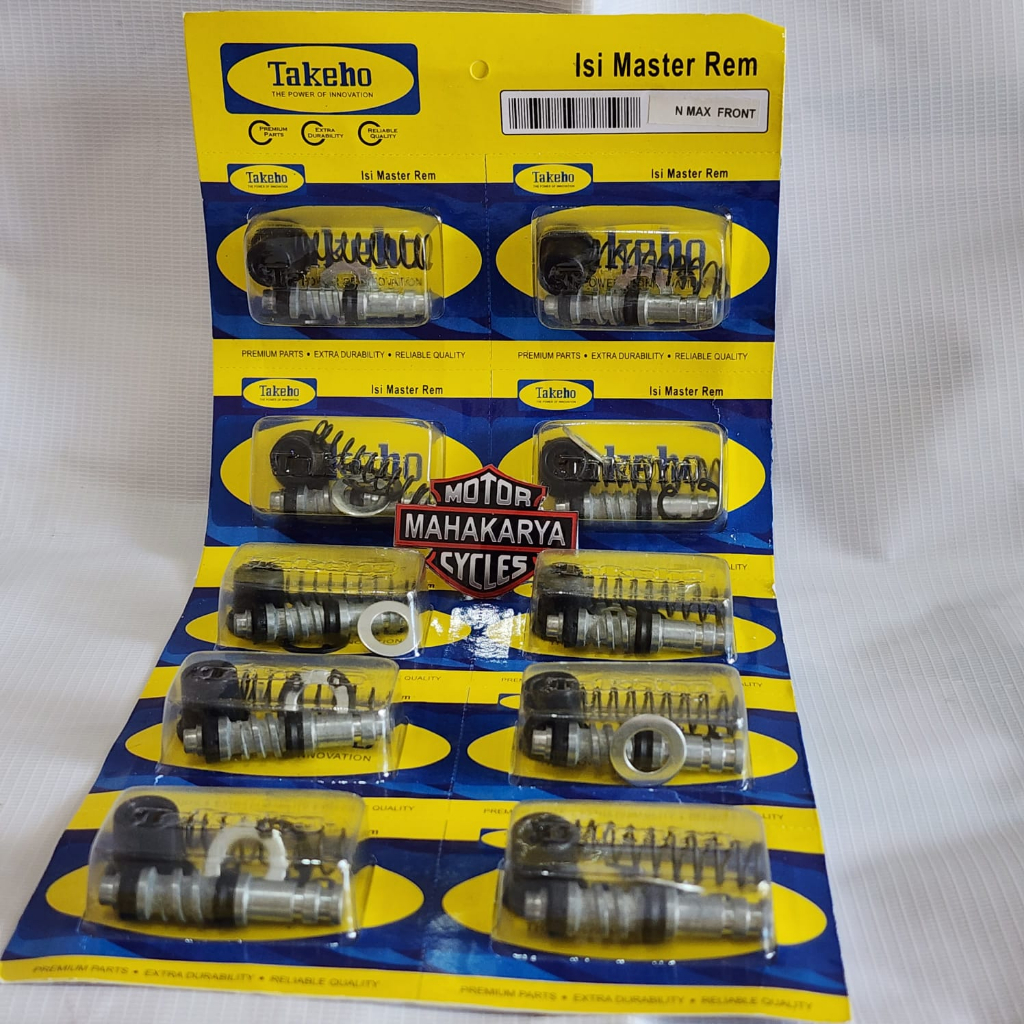 Takeho
THE POWER OF INNOVATION
PREMIUM PARTS
EXTRA DURABILITY
RELIABLE QUALITY
Isi Master Rem
N MAX FRONT
Takeho
Isi Master Rem
Takeho
Isi Master Rem
PREMIUM PARTS • EXTRA DURABILITY • RELIABLE QUALITY
PREMIUM PARTS • EXTRA DURABILITY • RELIABLE QUALITY
Takeho
Isi Master Rem
Takeho
Isi Master Rem
MOTOR
MAHAKARYA
CYCLES
QUALITY
QUALITY
PREMIUM PARTS • EXTRA DURABILITY • RELIABLE QUALITY
PREMIUM PARTS • EXTRA DURABILITY • RELIABLE QUALITY